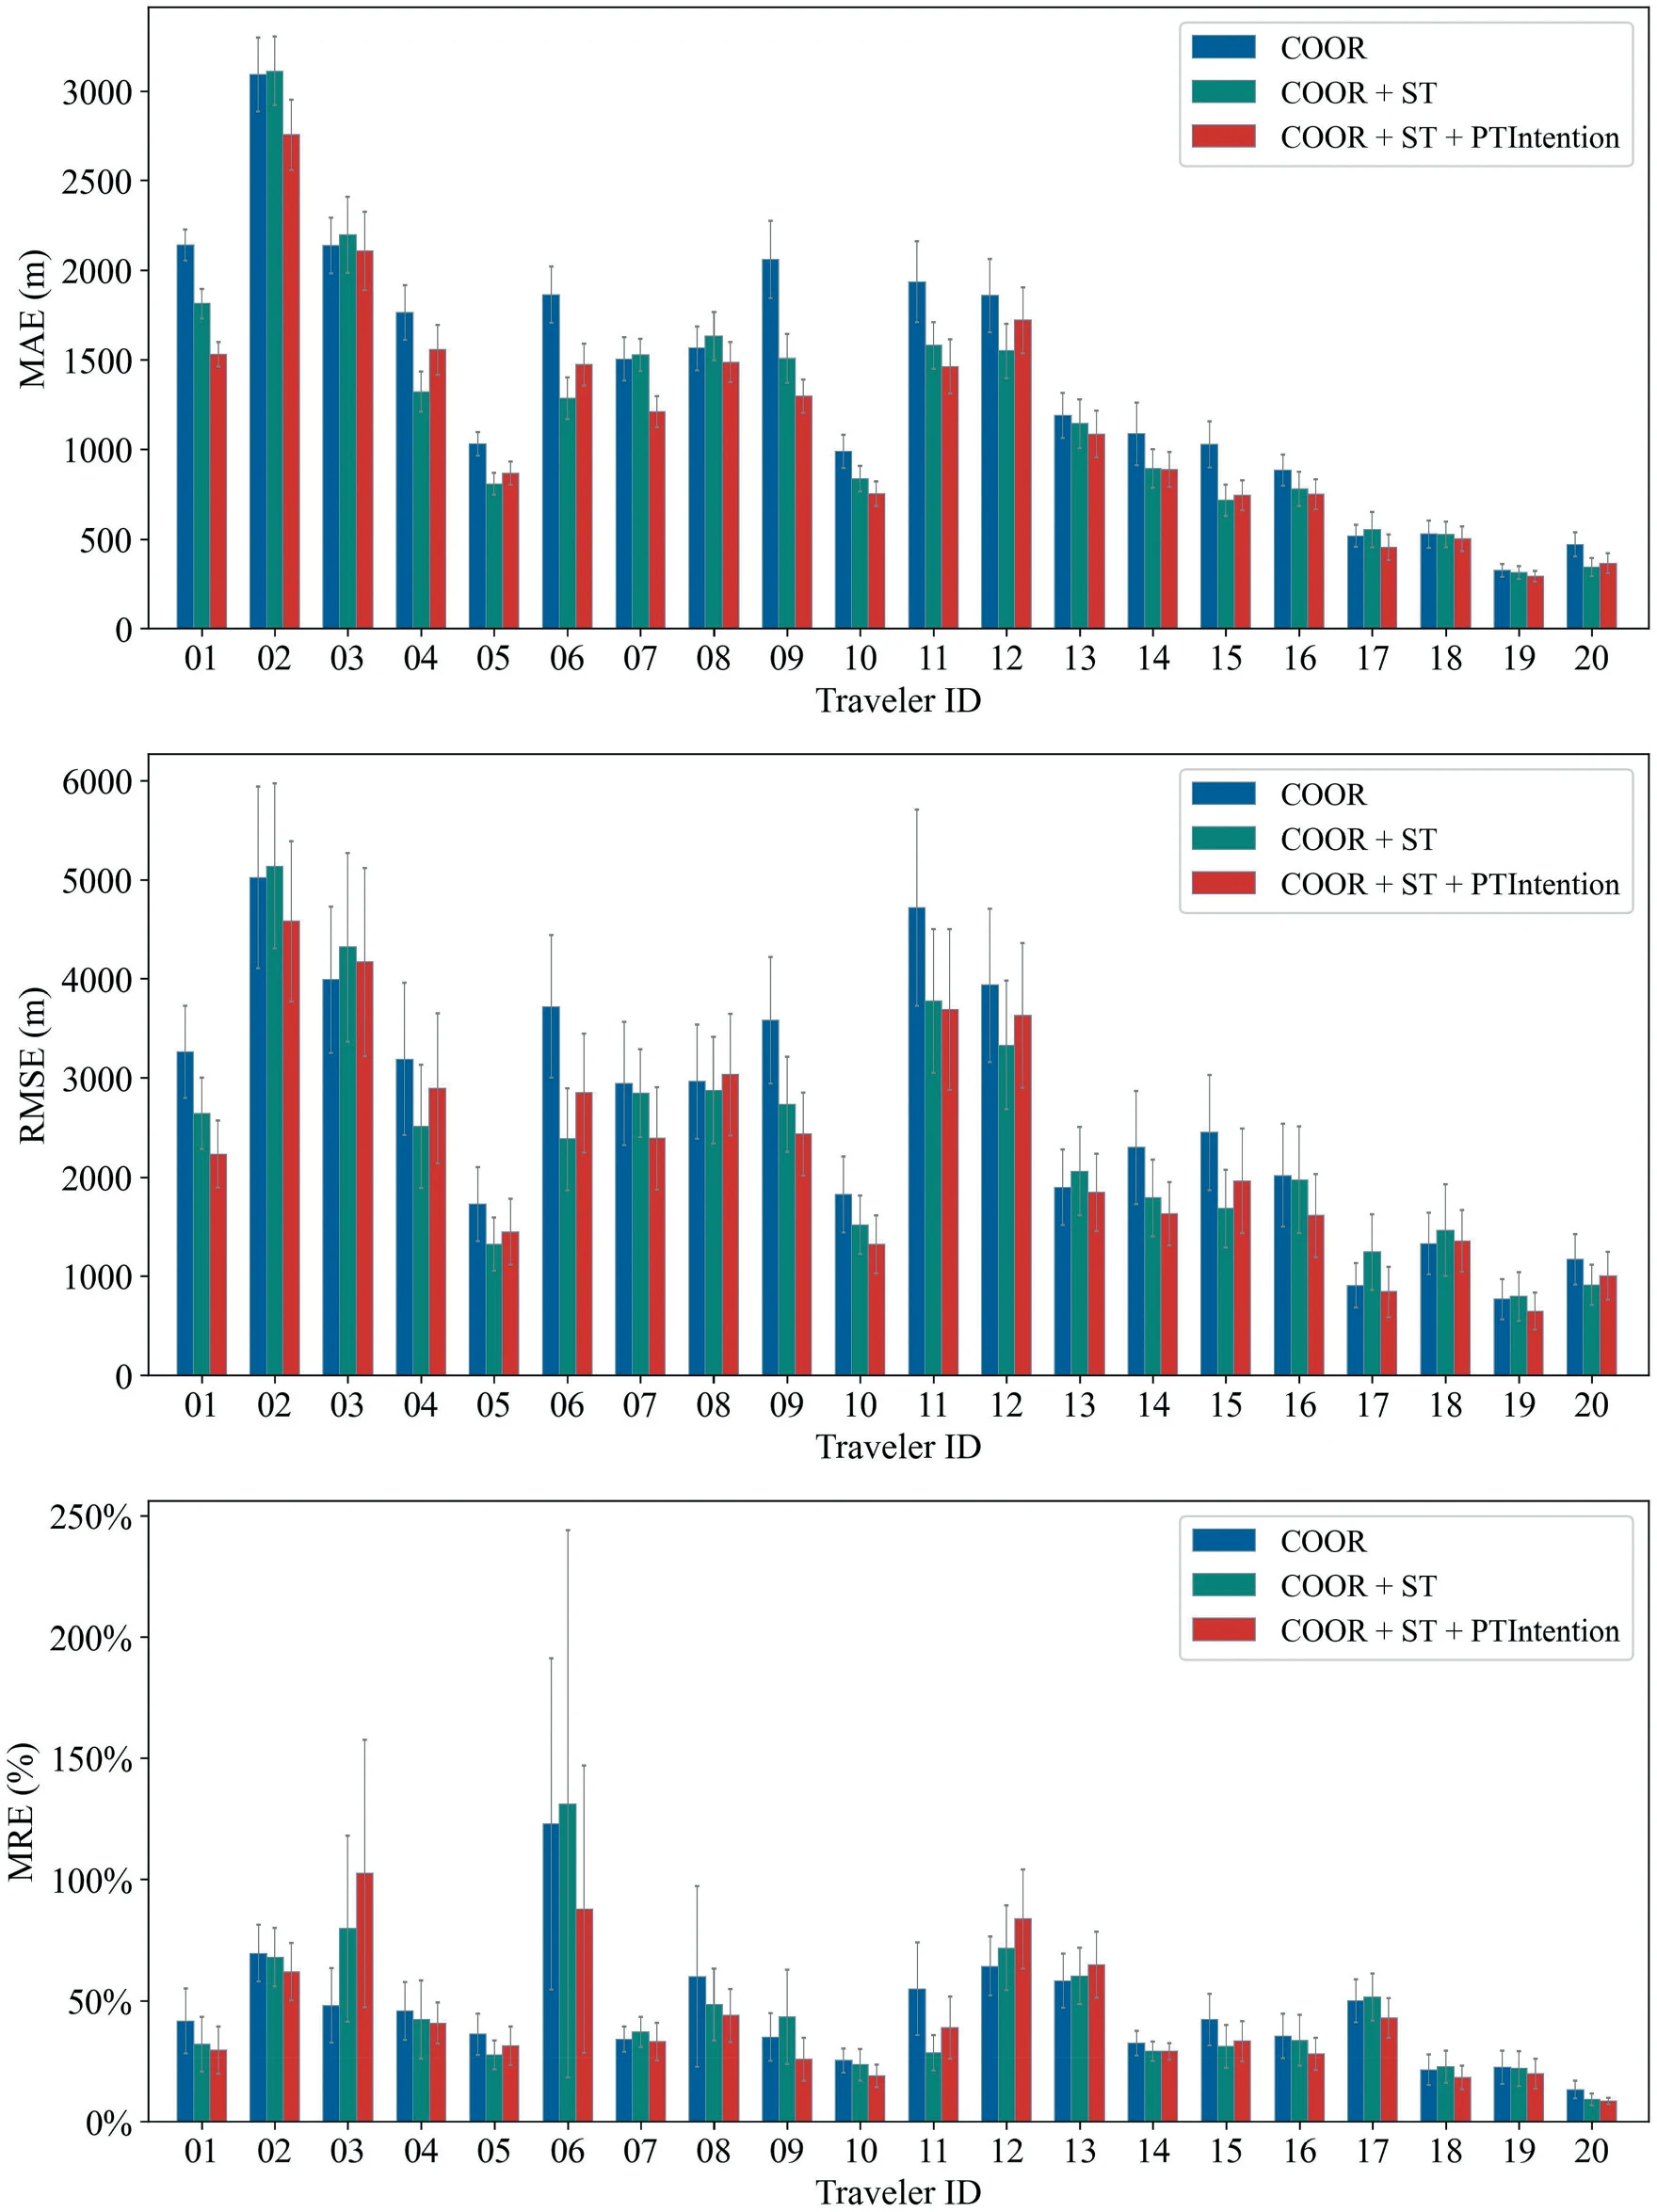 COOR
COOR + ST
COOR + ST + PTIntention
3000
2500
2000
1500
1000
500
0
MAE (m)
01 02 03 04 05 06 07 08 09 10 11 12 13 14 15 16 17 18 19 20
Traveler ID
COOR
COOR + ST
COOR + ST + PTIntention
6000
5000
4000
3000
2000
1000
0
RMSE (m)
01 02 03 04 05 06 07 08 09 10 11 12 13 14 15 16 17 18 19 20
Traveler ID
COOR
COOR + ST
COOR + ST + PTIntention
250%
200%
150%
100%
50%
0%
MRE (%)
01 02 03 04 05 06 07 08 09 10 11 12 13 14 15 16 17 18 19 20
Traveler ID